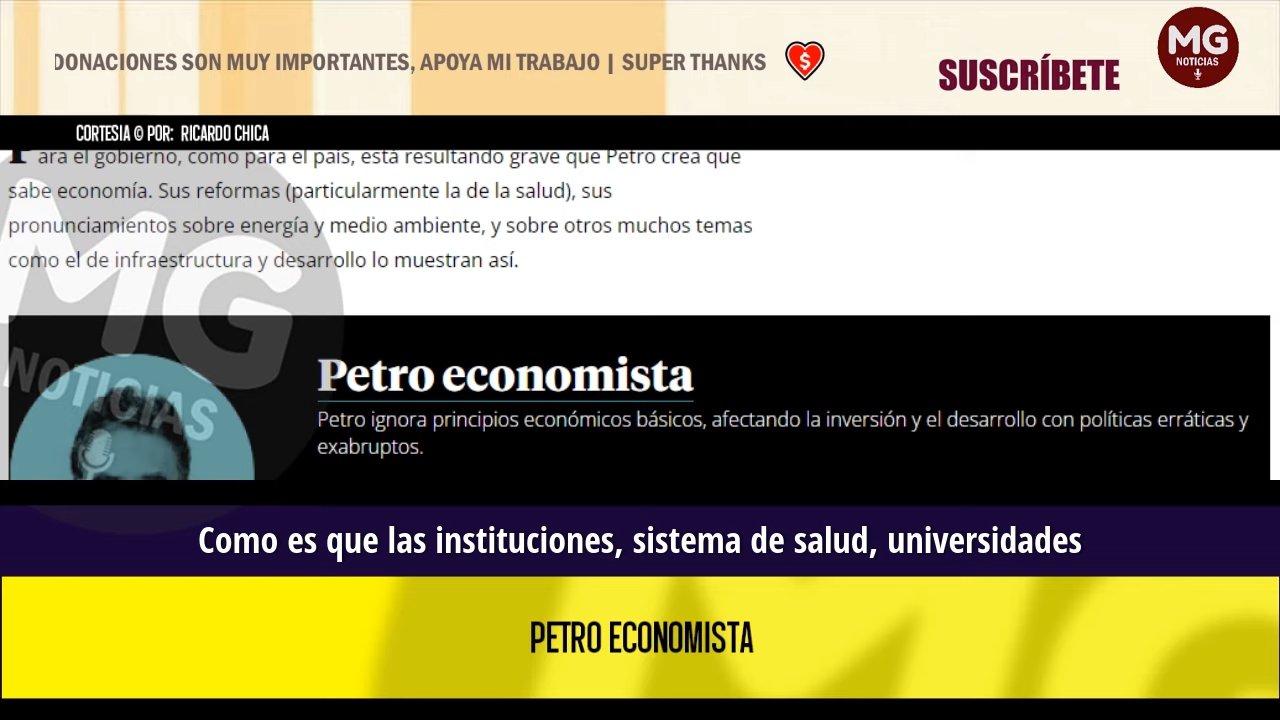 DONACIONES SON MUY IMPORTANTES, APOYA MI TRABAJO | SUPER THANKS
$
SUSCRÍBETE
MG
NOTICIAS
CORTESIA © POR: RICARDO CHICA
Para el gobierno, como para el país, está resultando grave que Petro crea que
sabe economía. Sus reformas (particularmente la de la salud), sus
pronunciamientos sobre energía y medio ambiente, y sobre otros muchos temas
como el de infraestructura y desarrollo lo muestran así.
MG
NOTICIAS
Petro economista
Petro ignora principios económicos básicos, afectando la inversión y el desarrollo con políticas erráticas y
exabruptos.
Como es que las instituciones, sistema de salud, universidades
PETRO ECONOMISTA